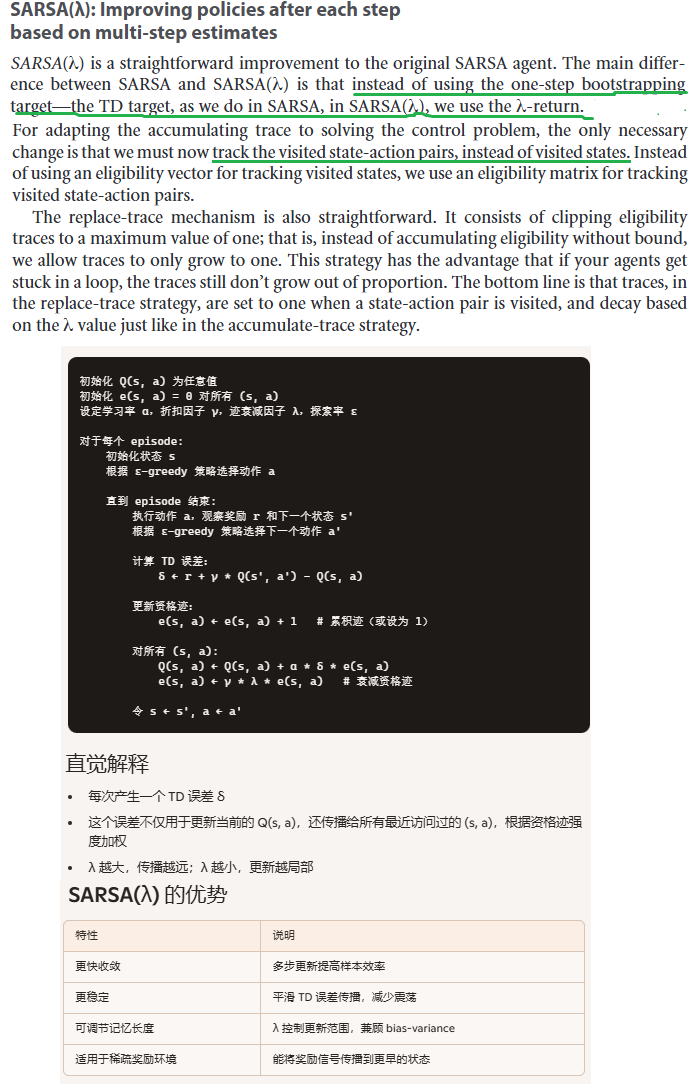 SARSA(λ): Improving policies after each step
based on multi-step estimates
SARSA(λ) is a straightforward improvement to the original SARSA agent. The main differ-
ence between SARSA and SARSA(λ) is that instead of using the one-step bootstrapping
target—the TD target, as we do in SARSA, in SARSA(λ), we use the λ-return.
For adapting the accumulating trace to solving the control problem, the only necessary
change is that we must now track the visited state-action pairs, instead of visited states. Instead
of using an eligibility vector for tracking visited states, we use an eligibility matrix for tracking
visited state-action pairs.
The replace-trace mechanism is also straightforward. It consists of clipping eligibility
traces to a maximum value of one; that is, instead of accumulating eligibility without bound,
we allow traces to only grow to one. This strategy has the advantage that if your agents get
stuck in a loop, the traces still don't grow out of proportion. The bottom line is that traces, in
the replace-trace strategy, are set to one when a state-action pair is visited, and decay based
on the λ value just like in the accumulate-trace strategy.
初始化 Q(s, a) 为任意值
初始化 e(s, a) = 0 对所有 (s, a)
设定学习率 α，折扣因子 γ，迹衰减因子 λ，探索率 ε
对于每个 episode:
初始化状态 s
根据 ε-greedy 策略选择动作 a
直到 episode 结束:
执行动作 a，观察奖励 r 和下一个状态 s'
根据 ε-greedy 策略选择下一个动作 a'
计算 TD 误差:
δ ← r + γ * Q(s', a') - Q(s, a)
更新资格迹:
e(s, a) ← e(s, a) + 1 # 累积迹（或设为 1）
对所有 (s, a):
Q(s, a) ← Q(s, a) + α * δ * e(s, a)
e(s, a) ← γ * λ * e(s, a) # 衰减资格迹
令 s ← s', a ← a'
直觉解释
• 每次产生一个 TD 误差 δ
• 这个误差不仅用于更新当前的 Q(s, a)，还传播给所有最近访问过的 (s, a)，根据资格迹强
度加权
• λ 越大，传播越远；λ 越小，更新越局部
SARSA(λ) 的优势
特性 说明
更快收敛 多步更新提高样本效率
更稳定 平滑 TD 误差传播，减少震荡
可调节记忆长度 λ 控制更新范围，兼顾 bias-variance
适用于稀疏奖励环境 能将奖励信号传播到更早的状态